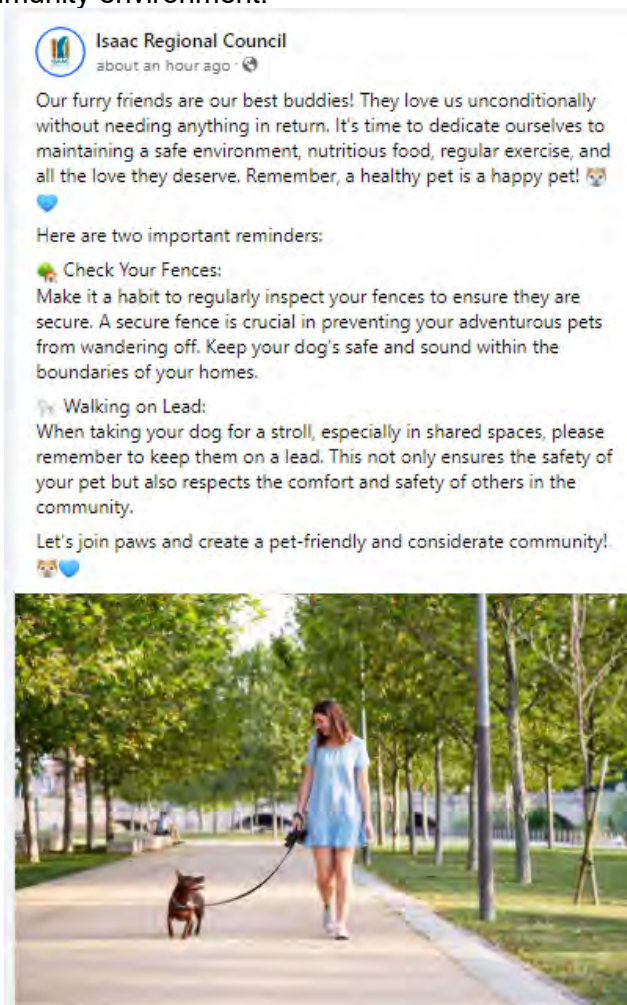 munity environment.
Isaac Regional Council
about an hour ago ·
Our furry friends are our best buddies! They love us unconditionally
without needing anything in return. It's time to dedicate ourselves to
maintaining a safe environment, nutritious food, regular exercise, and
all the love they deserve. Remember, a healthy pet is a happy pet! 🐶
💙
Here are two important reminders:
🏡 Check Your Fences:
Make it a habit to regularly inspect your fences to ensure they are
secure. A secure fence is crucial in preventing your adventurous pets
from wandering off. Keep your dog's safe and sound within the
boundaries of your homes.
🐕 Walking on Lead:
When taking your dog for a stroll, especially in shared spaces, please
remember to keep them on a lead. This not only ensures the safety of
your pet but also respects the comfort and safety of others in the
community.
Let's join paws and create a pet-friendly and considerate community!
🐶💙